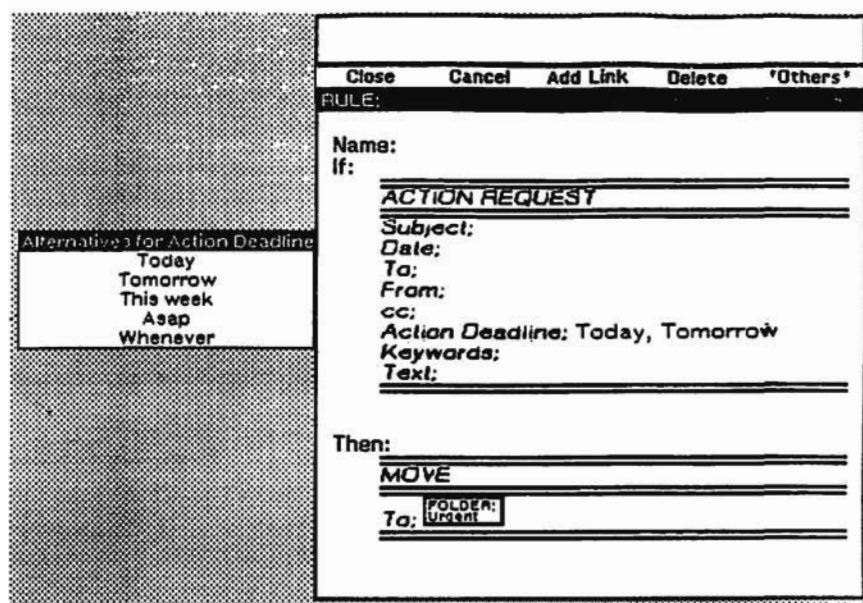 Close Cancel Add Link Delete "Others"
RULE:
Name:
If:
ACTION REQUEST
Subject:
Date:
To:
From:
cc:
Action Deadline: Today, Tomorrow
Keywords:
Text:
Then:
MOVE
To: FOLDER:
Urgent
Alternatives for Action Deadline
Today
Tomorrow
This week
Asap
Whenever